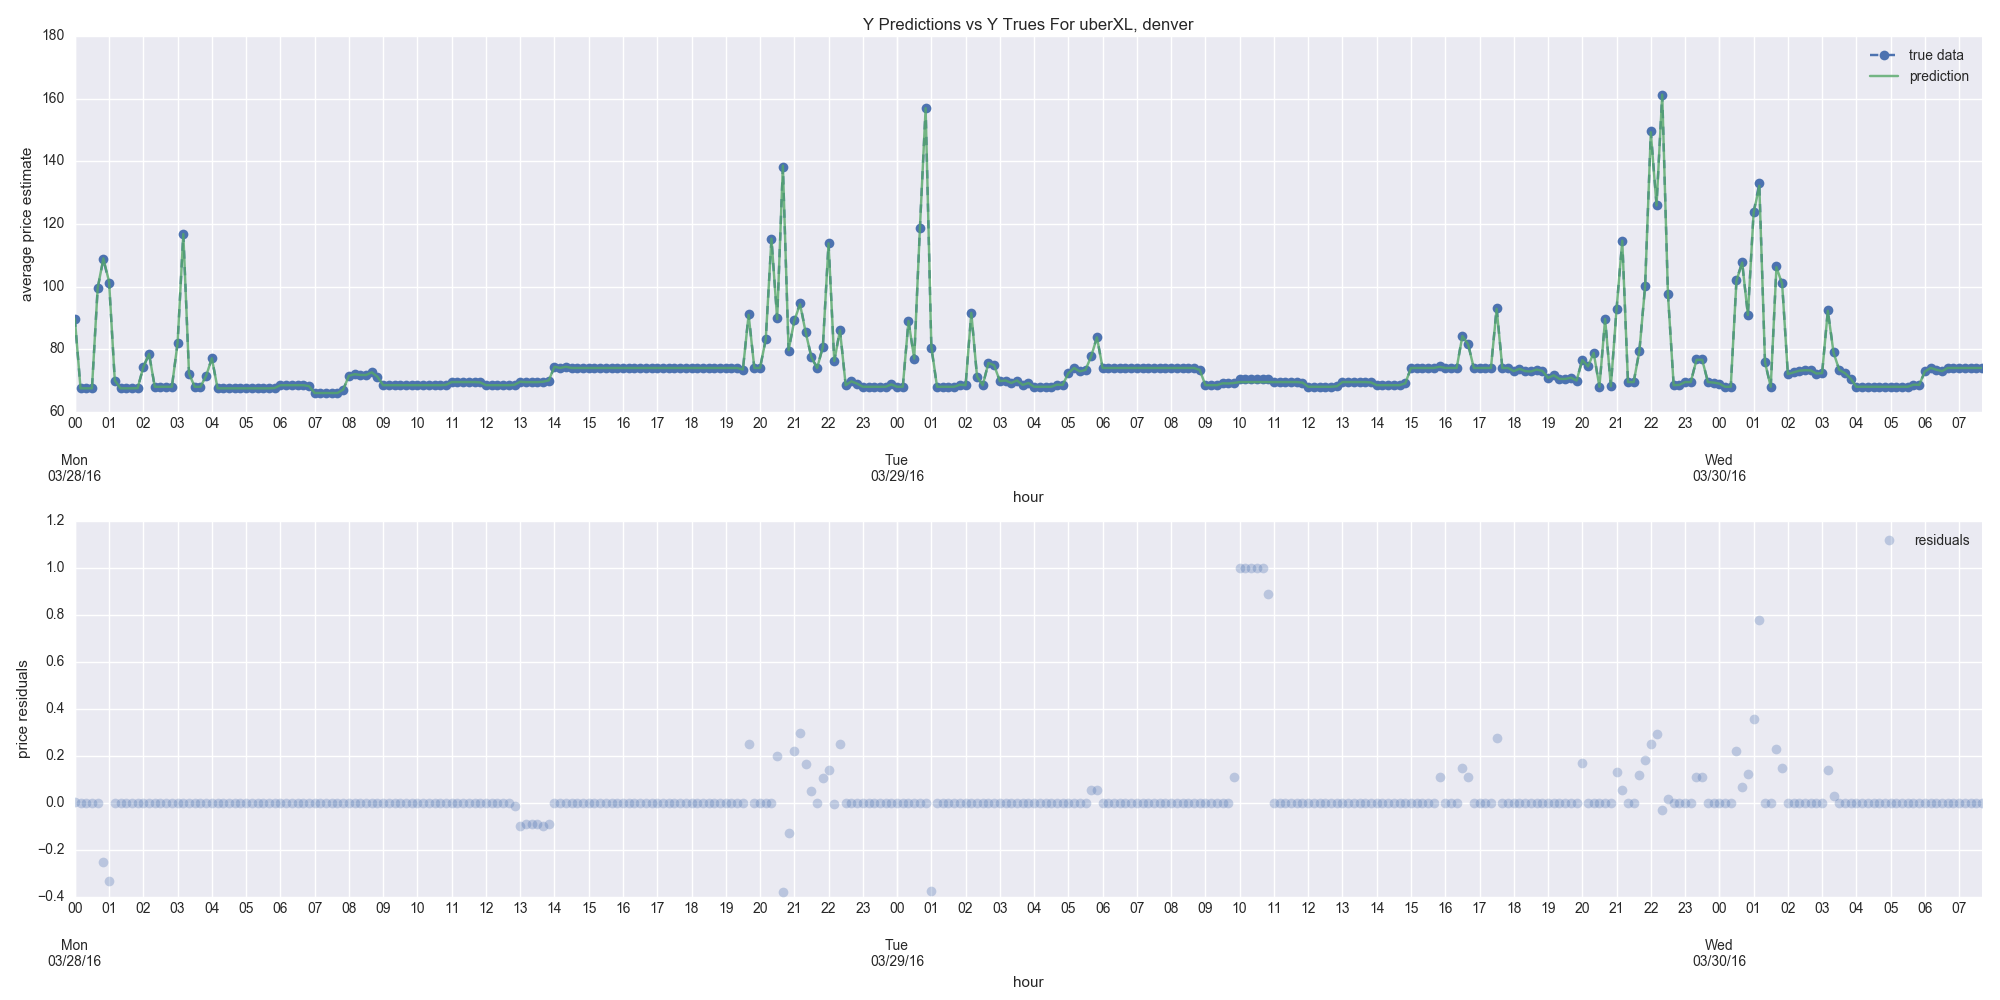 Y Predictions vs Y Trues For uberXL, denver
180
160
140
120
100
80
60
average price estimate
true data
prediction
00 01 02 03 04 05 06 07 08 09 10 11 12 13 14 15 16 17 18 19 20 21 22 23 00 01 02 03 04 05 06 07 08 09 10 11 12 13 14 15 16 17 18 19 20 21 22 23 00 01 02 03 04 05 06 07
Mon Tue Wed
03/28/16 03/29/16 03/30/16
hour
1.2
1.0
0.8
0.6
0.4
0.2
0.0
−0.2
−0.4
price residuals
residuals
00 01 02 03 04 05 06 07 08 09 10 11 12 13 14 15 16 17 18 19 20 21 22 23 00 01 02 03 04 05 06 07 08 09 10 11 12 13 14 15 16 17 18 19 20 21 22 23 00 01 02 03 04 05 06 07
Mon Tue Wed
03/28/16 03/29/16 03/30/16
hour